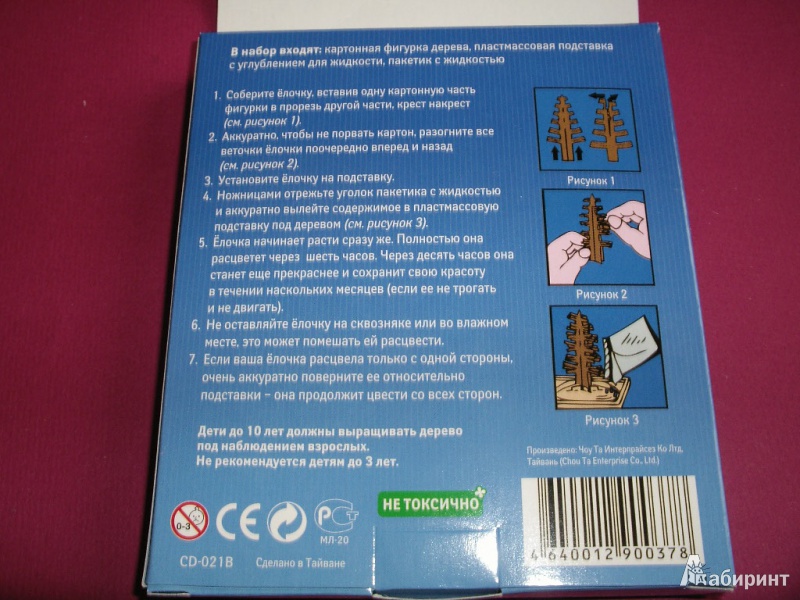 В набор входят: картонная фигурка дерева, пластмассовая подставка
с углублением для жидкости, пакетик с жидкостью
1. Соберите ёлочку, вставив одну картонную часть
фигурки в прорезь другой части, крест накрест
(см. рисунок 1).
2. Аккуратно, чтобы не порвать картон, разогните все
веточки ёлочки поочередно вперед и назад
(см. рисунок 2).
3. Установите ёлочку на подставку.
4. Ножницами отрежьте уголок пакетика с жидкостью
и аккуратно вылейте содержимое в пластмассовую
подставку под деревом (см. рисунок 3).
5. Ёлочка начинает расти сразу же. Полностью она
расцветет через шесть часов. Через десять часов она
станет еще прекраснее и сохранит свою красоту
в течении наскольких месяцев (если ее не трогать
и не двигать).
6. Не оставляйте ёлочку на сквозняке или во влажном
месте, это может помешать ей расцвести.
7. Если ваша ёлочка расцвела только с одной стороны,
очень аккуратно поверните ее относительно
подставки – она продолжит цвести со всех сторон.
Дети до 10 лет должны выращивать дерево
под наблюдением взрослых.
Не рекомендуется детям до 3 лет.
Рисунок 1
Рисунок 2
Рисунок 3
Произведено: Чоу Та Интерпрайсез Ко Лтд,
Тайвань (Chou Ta Enterprise Co., Ltd.)
НЕ ТОКСИЧНО
0-3
CE
РСТ
МЛ-20
CD-021B Сделано в Тайване
4 640012 900378
Лабиринт